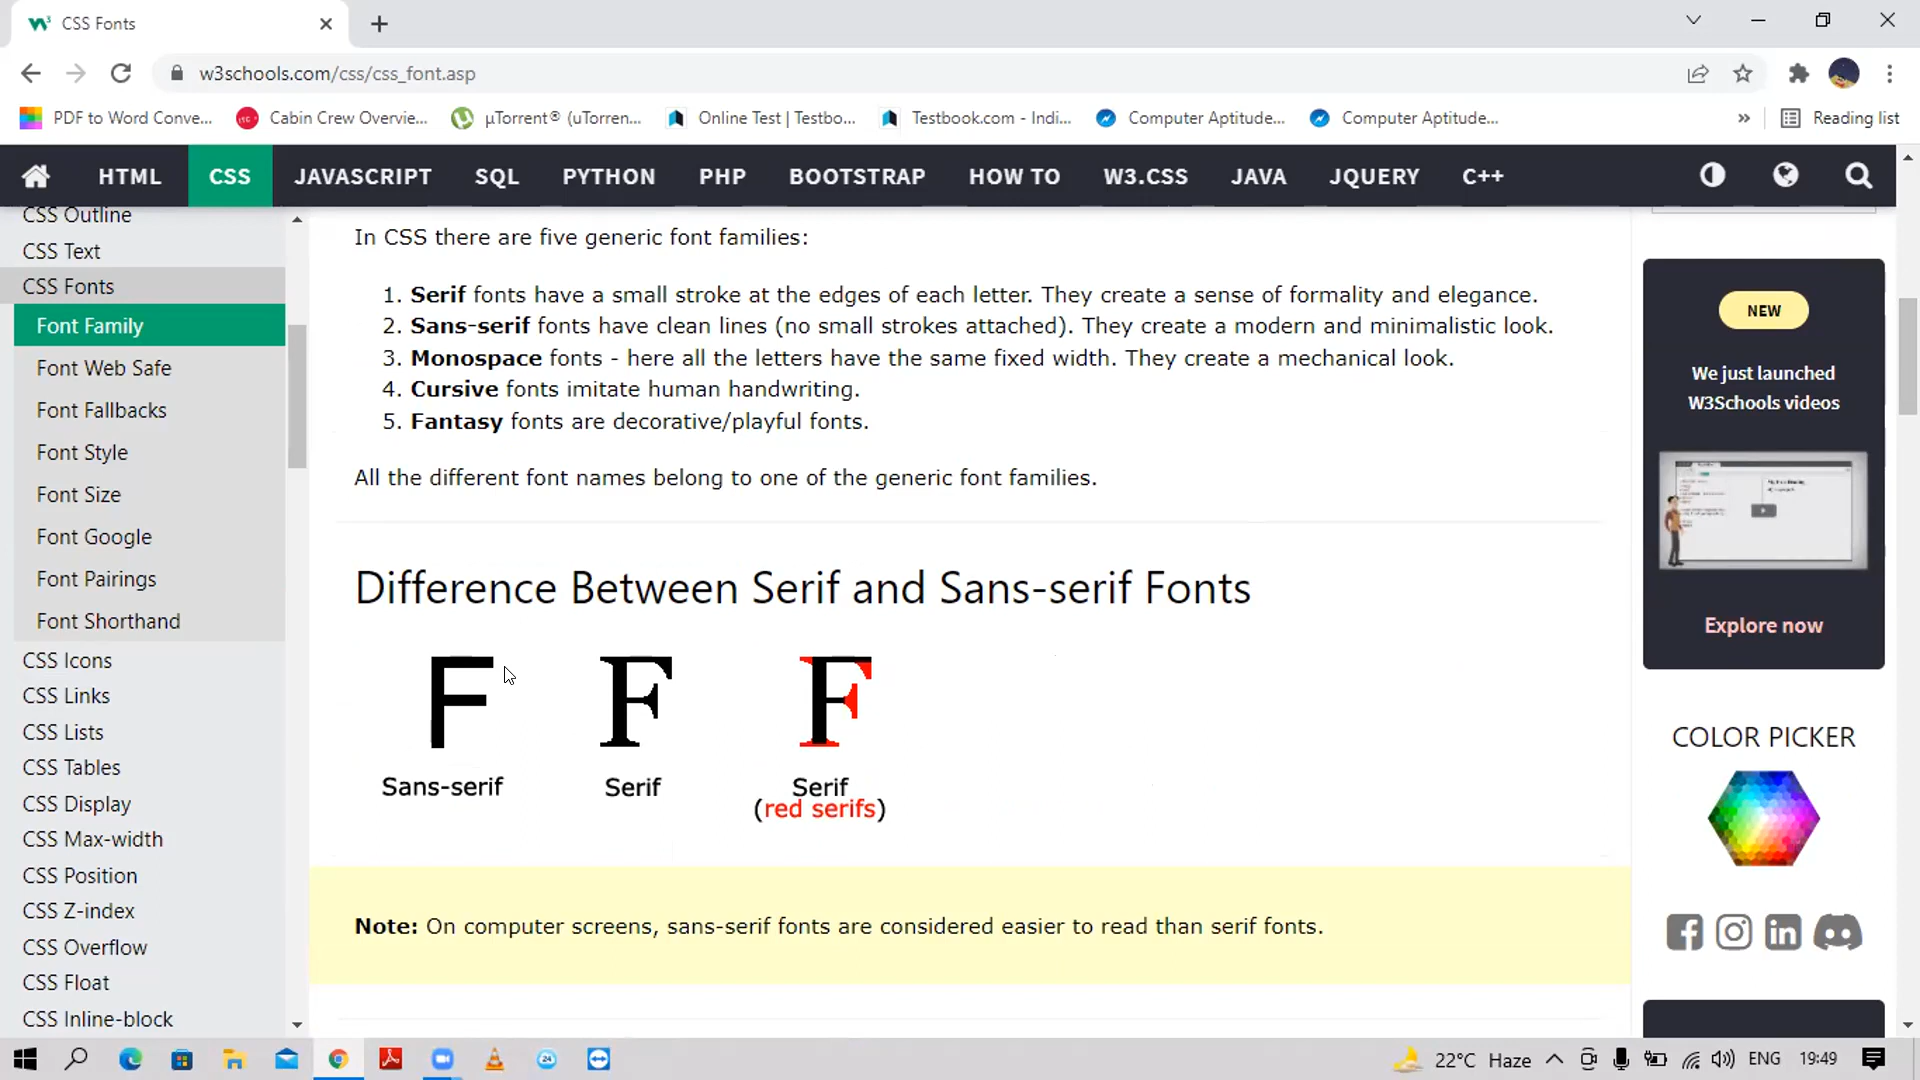 CSS Fonts
w3schools.com/css/css_font.asp
PDF to Word Conve...
Cabin Crew Overvie...
µTorrent® (uTorren...
Online Test | Testbo...
Testbook.com - Indi...
Computer Aptitude...
Computer Aptitude...
»
Reading list
HTML
CSS
JAVASCRIPT
SQL
PYTHON
PHP
BOOTSTRAP
HOW TO
W3.CSS
JAVA
JQUERY
C++
CSS Outline
CSS Text
CSS Fonts
Font Family
Font Web Safe
Font Fallbacks
Font Style
Font Size
Font Google
Font Pairings
Font Shorthand
CSS Icons
CSS Links
CSS Lists
CSS Tables
CSS Display
CSS Max-width
CSS Position
CSS Z-index
CSS Overflow
CSS Float
CSS Inline-block
In CSS there are five generic font families:
1. Serif fonts have a small stroke at the edges of each letter. They create a sense of formality and elegance.
2. Sans-serif fonts have clean lines (no small strokes attached). They create a modern and minimalistic look.
3. Monospace fonts - here all the letters have the same fixed width. They create a mechanical look.
4. Cursive fonts imitate human handwriting.
5. Fantasy fonts are decorative/playful fonts.
All the different font names belong to one of the generic font families.
Difference Between Serif and Sans-serif Fonts
F F F
Sans-serif Serif Serif
(red serifs)
Note: On computer screens, sans-serif fonts are considered easier to read than serif fonts.
NEW
We just launched
W3Schools videos
Explore now
COLOR PICKER
22°C Haze
ENG
19:49